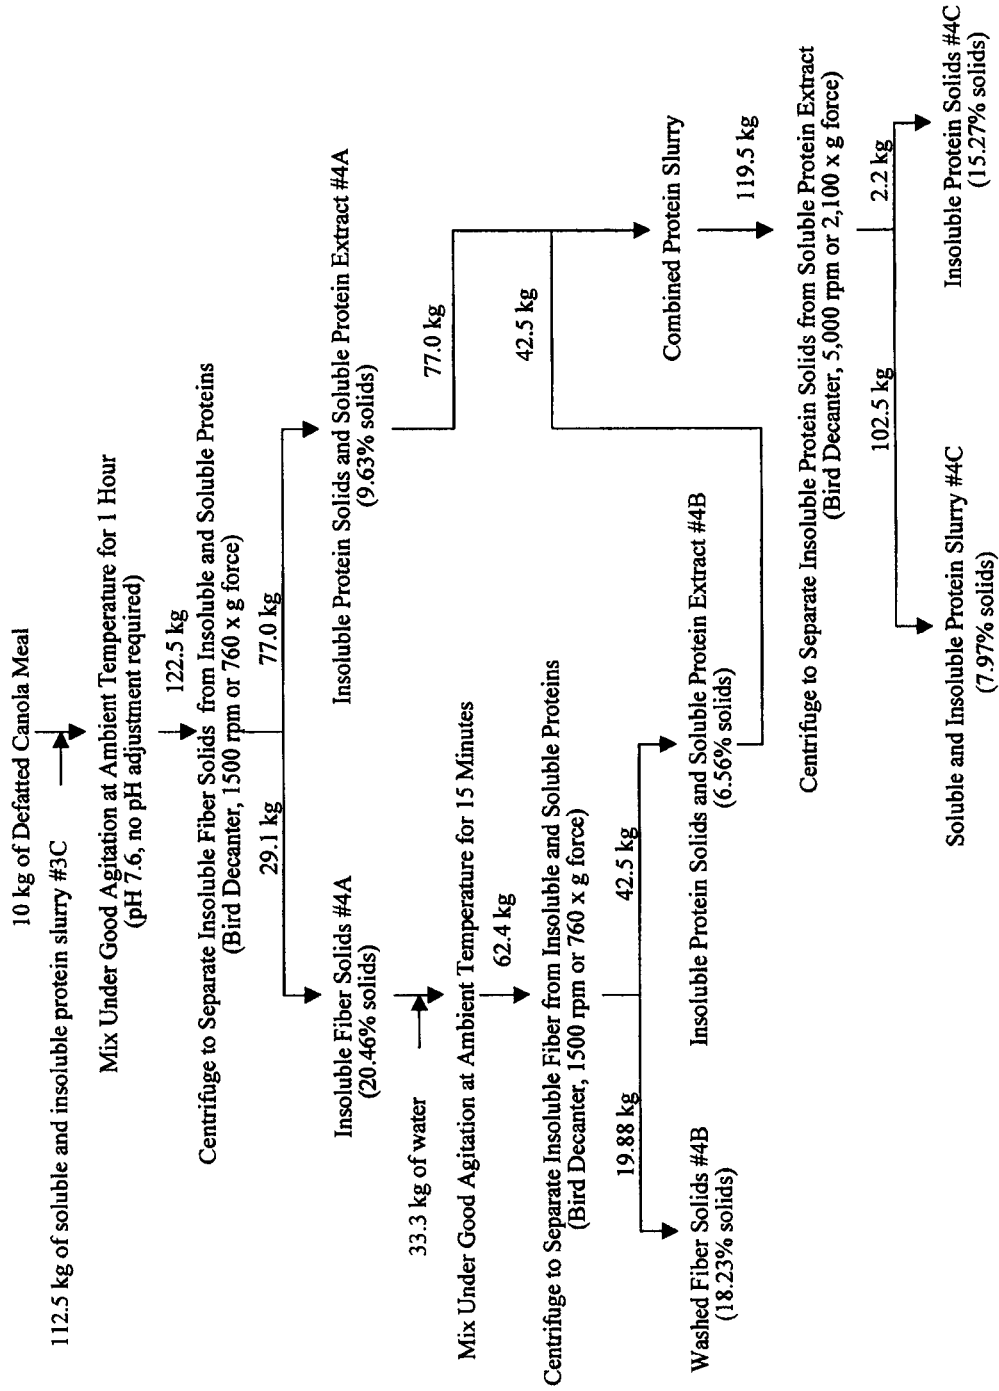 10 kg of Defatted Canola Meal
112.5 kg of soluble and insoluble protein slurry #3C
Mix Under Good Agitation at Ambient Temperature for 1 Hour
(pH 7.6, no pH adjustment required)
122.5 kg
Centrifuge to Separate Insoluble Fiber Solids from Insoluble and Soluble Proteins
(Bird Decanter, 1500 rpm or 760 x g force)
29.1 kg
77.0 kg
Insoluble Fiber Solids #4A
(20.46% solids)
Insoluble Protein Solids and Soluble Protein Extract #4A
(9.63% solids)
33.3 kg of water
77.0 kg
Mix Under Good Agitation at Ambient Temperature for 15 Minutes
62.4 kg
42.5 kg
Centrifuge to Separate Insoluble Fiber from Insoluble and Soluble Proteins
(Bird Decanter, 1500 rpm or 760 x g force)
19.88 kg
42.5 kg
Combined Protein Slurry
Washed Fiber Solids #4B
(18.23% solids)
Insoluble Protein Solids and Soluble Protein Extract #4B
(6.56% solids)
119.5 kg
Centrifuge to Separate Insoluble Protein Solids from Soluble Protein Extract
(Bird Decanter, 5,000 rpm or 2,100 x g force)
102.5 kg
2.2 kg
Soluble and Insoluble Protein Slurry #4C
(7.97% solids)
Insoluble Protein Solids #4C
(15.27% solids)